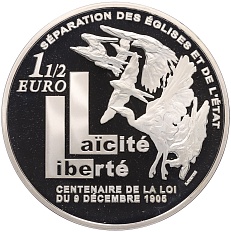 SÉPARATION DES ÉGLISES ET DE L'ÉTAT
1 1/2
EURO
Laïcité
Liberté
CENTENAIRE DE LA LOI
DU 9 DÉCEMBRE 1905